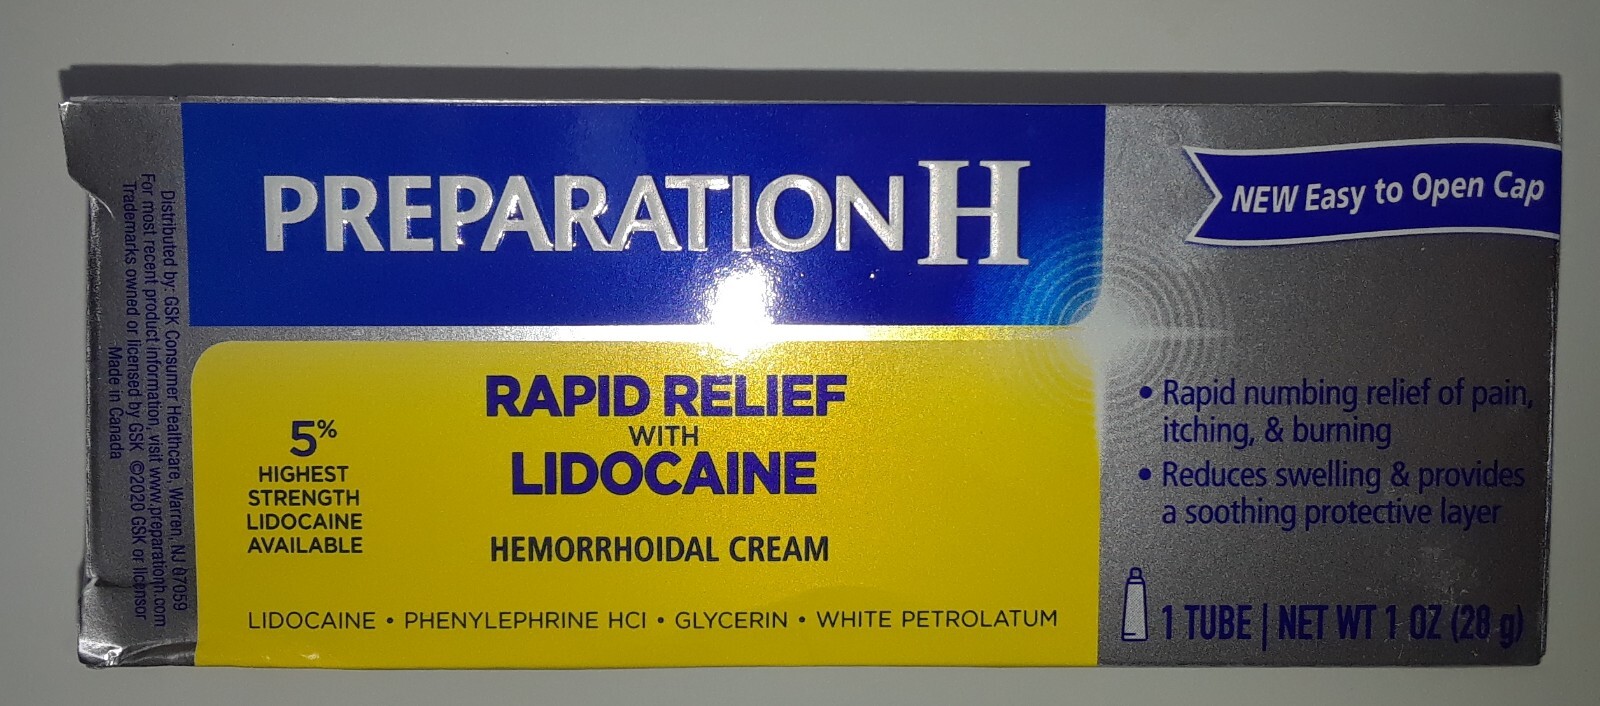 PREPARATION H
NEW Easy to Open Cap
RAPID RELIEF
WITH
LIDOCAINE
HEMORRHOIDAL CREAM
5%
HIGHEST
STRENGTH
LIDOCAINE
AVAILABLE
LIDOCAINE • PHENYLEPHRINE HCl • GLYCERIN • WHITE PETROLATUM
• Rapid numbing relief of pain,
itching, & burning
• Reduces swelling & provides
a soothing protective layer
1 TUBE | NET WT 1 OZ (28 g)
Distributed by: GSK Consumer Healthcare, Warren, NJ 07059
For most recent product information, visit www.preparationh.com
Trademarks owned or licensed by GSK ©2020 GSK or licensor
Made in Canada